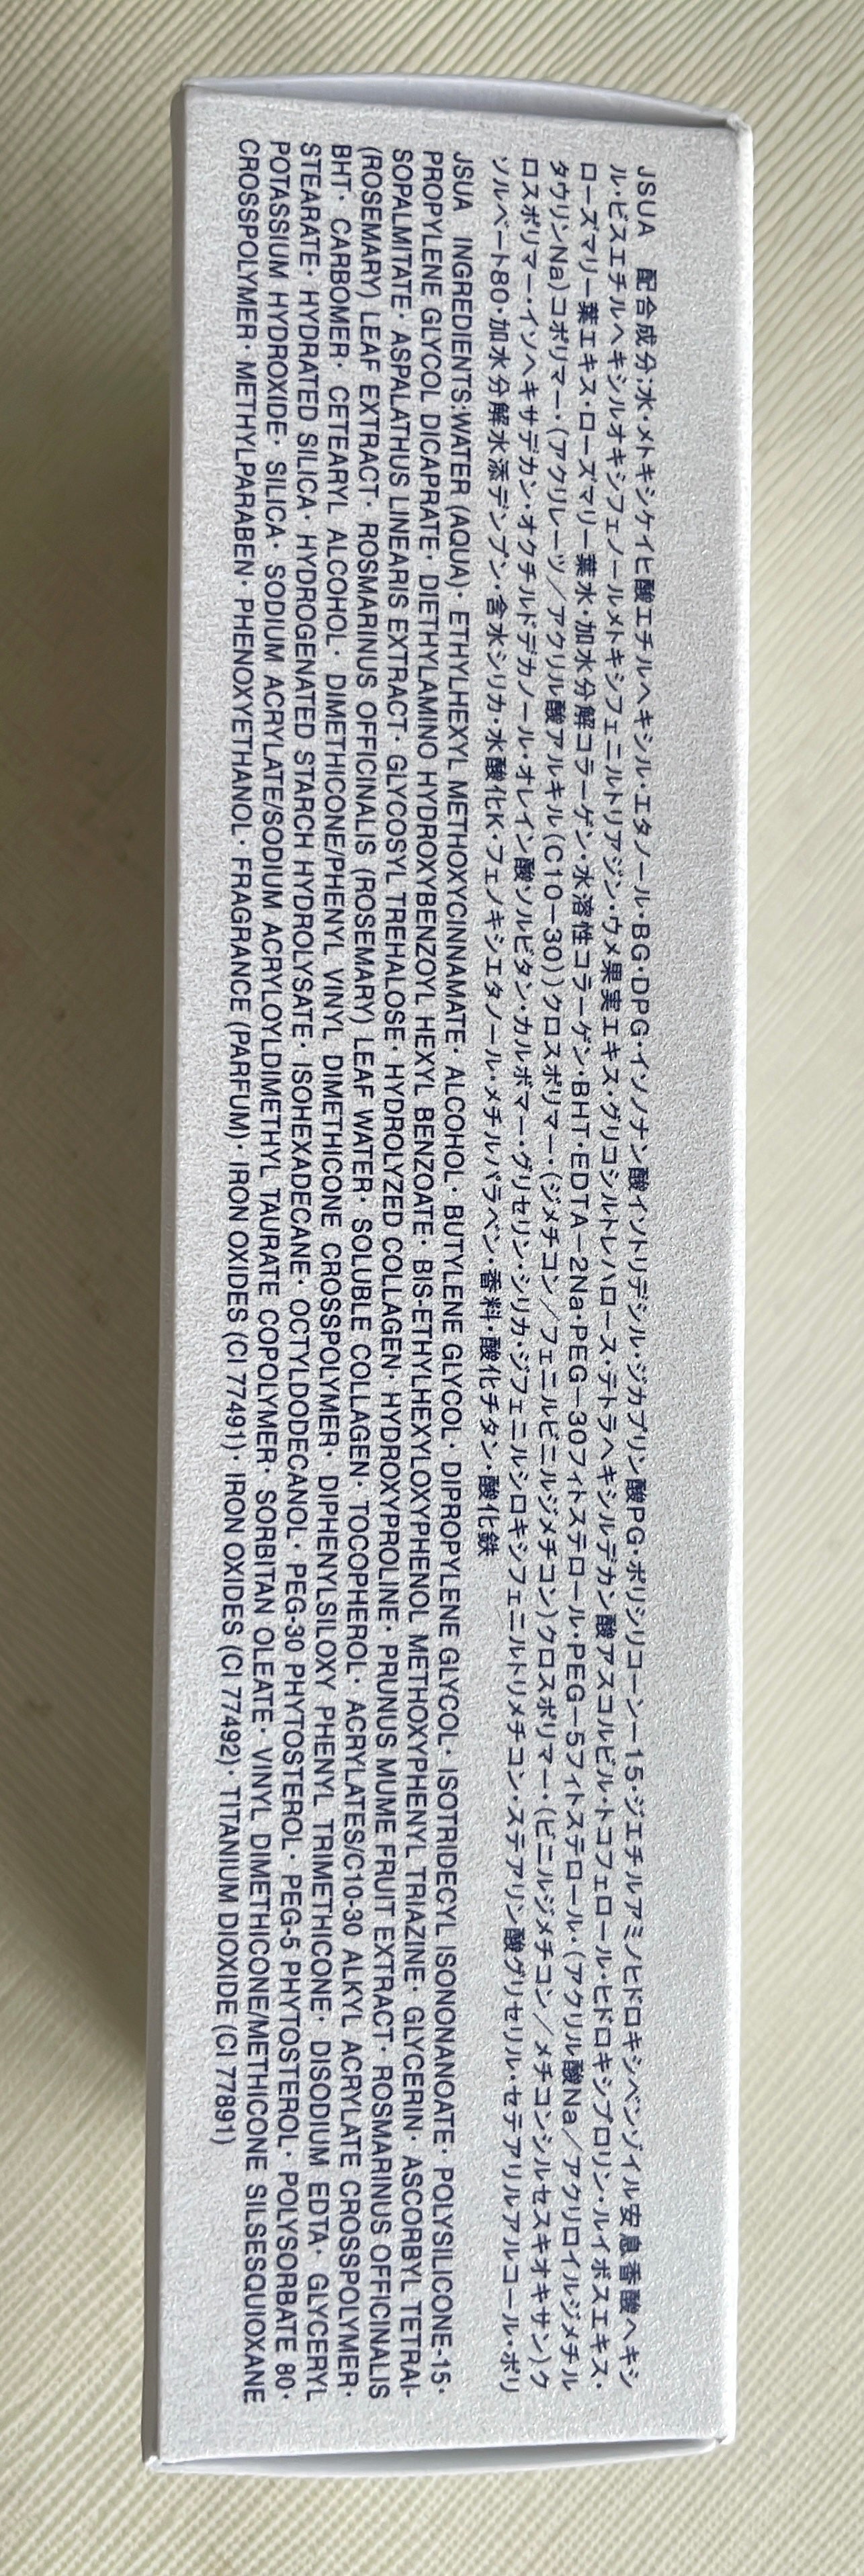 JSUA 配合成分:水・メトキシケイヒ酸エチルヘキシル・エタノール・BG・DPG・イソノナン酸イソトリデシル・ジカプリン酸PG・ポリシリコーン－15・ジエチルアミノヒドロキシベンゾイル安息香酸ヘキシ
ル・ビスエチルヘキシルオキシフェノールメトキシフェニルトリアジン・ウメ果実エキス・グリコシルトレハロース・テトラヘキシルデカン酸アスコルビル・トコフェロール・ヒドロキシプロリン・ルイボスエキス・
ローズマリー葉エキス・ローズマリー葉水・加水分解コラーゲン・水溶性コラーゲン・BHT・EDTA－2Na・PEG－30フィトステロール・PEG－5フィトステロール・(アクリル酸Na／アクリロイルジメチル
タウリンNa)コポリマー・(アクリレーツ／アクリル酸アルキル(C10－30))クロスポリマー・(ジメチコン／フェニルビニルジメチコン)クロスポリマー・(ビニルジメチコン／メチコンシルセスキオキサン)ク
ロスポリマー・イソヘキサデカン・オクチルドデカノール・オレイン酸ソルビタン・カルボマー・グリセリン・シリカ・ジフェニルシロキシフェニルトリメチコン・ステアリン酸グリセリル・セテアリルアルコール・ポリ
ソルベート80・加水分解水添デンプン・含水シリカ・水酸化K・フェノキシエタノール・メチルパラベン・香料・酸化チタン・酸化鉄
JSUA INGREDIENTS:WATER (AQUA)・ETHYLHEXYL METHOXYCINNAMATE・ALCOHOL・BUTYLENE GLYCOL・DIPROPYLENE GLYCOL・ISOTRIDECYL ISONONANOATE・POLYSILICONE-15・
PROPYLENE GLYCOL DICAPRATE・DIETHYLAMINO HYDROXYBENZOYL HEXYL BENZOATE・BIS-ETHYLHEXYLOXYPHENOL METHOXYPHENYL TRIAZINE・GLYCERIN・ASCORBYL TETRAI-
SOPALMITATE・ASPALATHUS LINEARIS EXTRACT・GLYCOSYL TREHALOSE・HYDROLYZED COLLAGEN・HYDROXYPROLINE・PRUNUS MUME FRUIT EXTRACT・ROSMARINUS OFFICINALIS
(ROSEMARY) LEAF EXTRACT・ROSMARINUS OFFICINALIS (ROSEMARY) LEAF WATER・SOLUBLE COLLAGEN・TOCOPHEROL・ACRYLATES/C10-30 ALKYL ACRYLATE CROSSPOLYMER・
BHT・CARBOMER・CETEARYL ALCOHOL・DIMETHICONE/PHENYL VINYL DIMETHICONE CROSSPOLYMER・DIPHENYLSILOXY PHENYL TRIMETHICONE・DISODIUM EDTA・GLYCERYL
STEARATE・HYDRATED SILICA・HYDROGENATED STARCH HYDROLYSATE・ISOHEXADECANE・OCTYLDODECANOL・PEG-30 PHYTOSTEROL・PEG-5 PHYTOSTEROL・POLYSORBATE 80・
POTASSIUM HYDROXIDE・SILICA・SODIUM ACRYLATE/SODIUM ACRYLOYLDIMETHYL TAURATE COPOLYMER・SORBITAN OLEATE・VINYL DIMETHICONE/METHICONE SILSESQUIOXANE
CROSSPOLYMER・METHYLPARABEN・PHENOXYETHANOL・FRAGRANCE (PARFUM)・IRON OXIDES (CI 77491)・IRON OXIDES (CI 77492)・TITANIUM DIOXIDE (CI 77891)